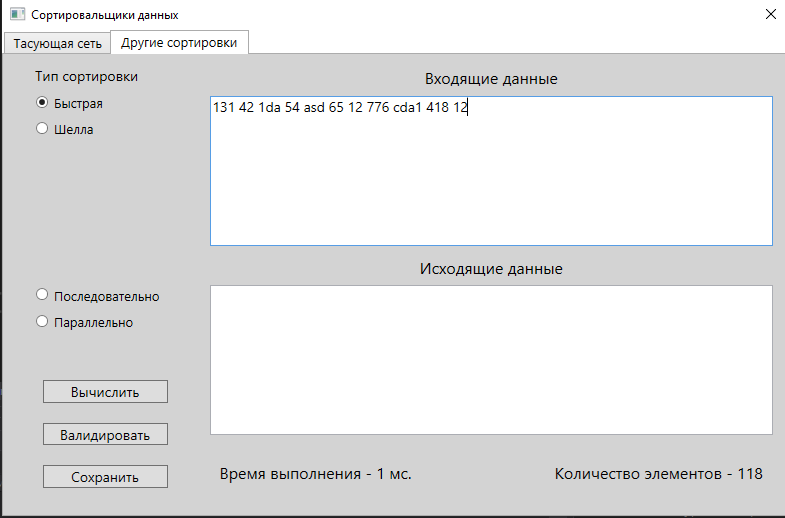 Сортировальщики данных
Тасующая сеть
Другие сортировки
Тип сортировки
Быстрая
Шелла
Входящие данные
131 42 1da 54 asd 65 12 776 cda1 418 12
Исходящие данные
Последовательно
Параллельно
Вычислить
Валидировать
Сохранить
Время выполнения - 1 мс.
Количество элементов - 118